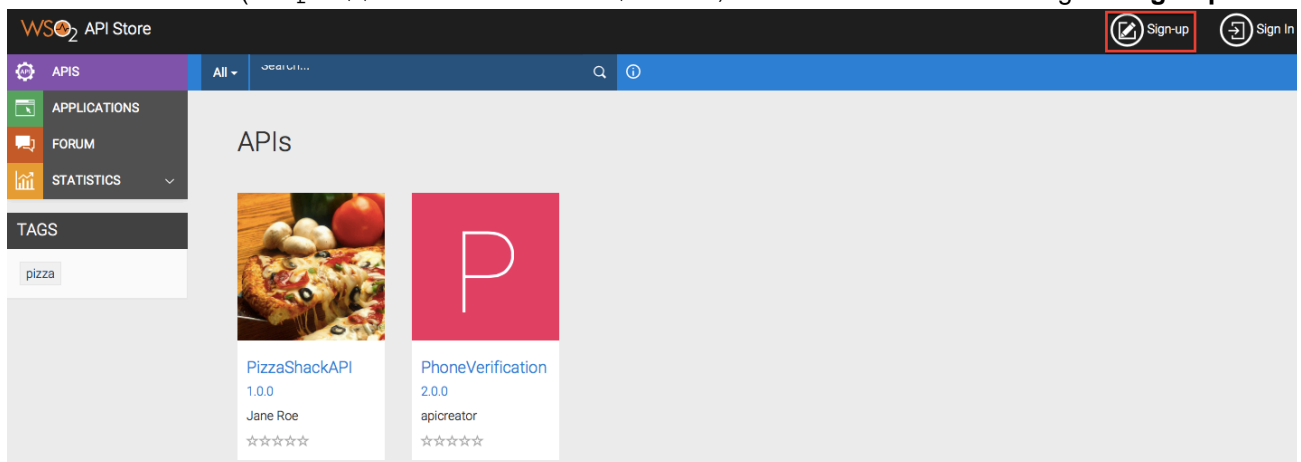 WSO2 API Store
Sign-up
Sign In
APIS
All
Search...
APPLICATIONS
FORUM
STATISTICS
TAGS
pizza
APIs
P
PizzaShackAPI
1.0.0
Jane Roe
PhoneVerification
2.0.0
apicreator